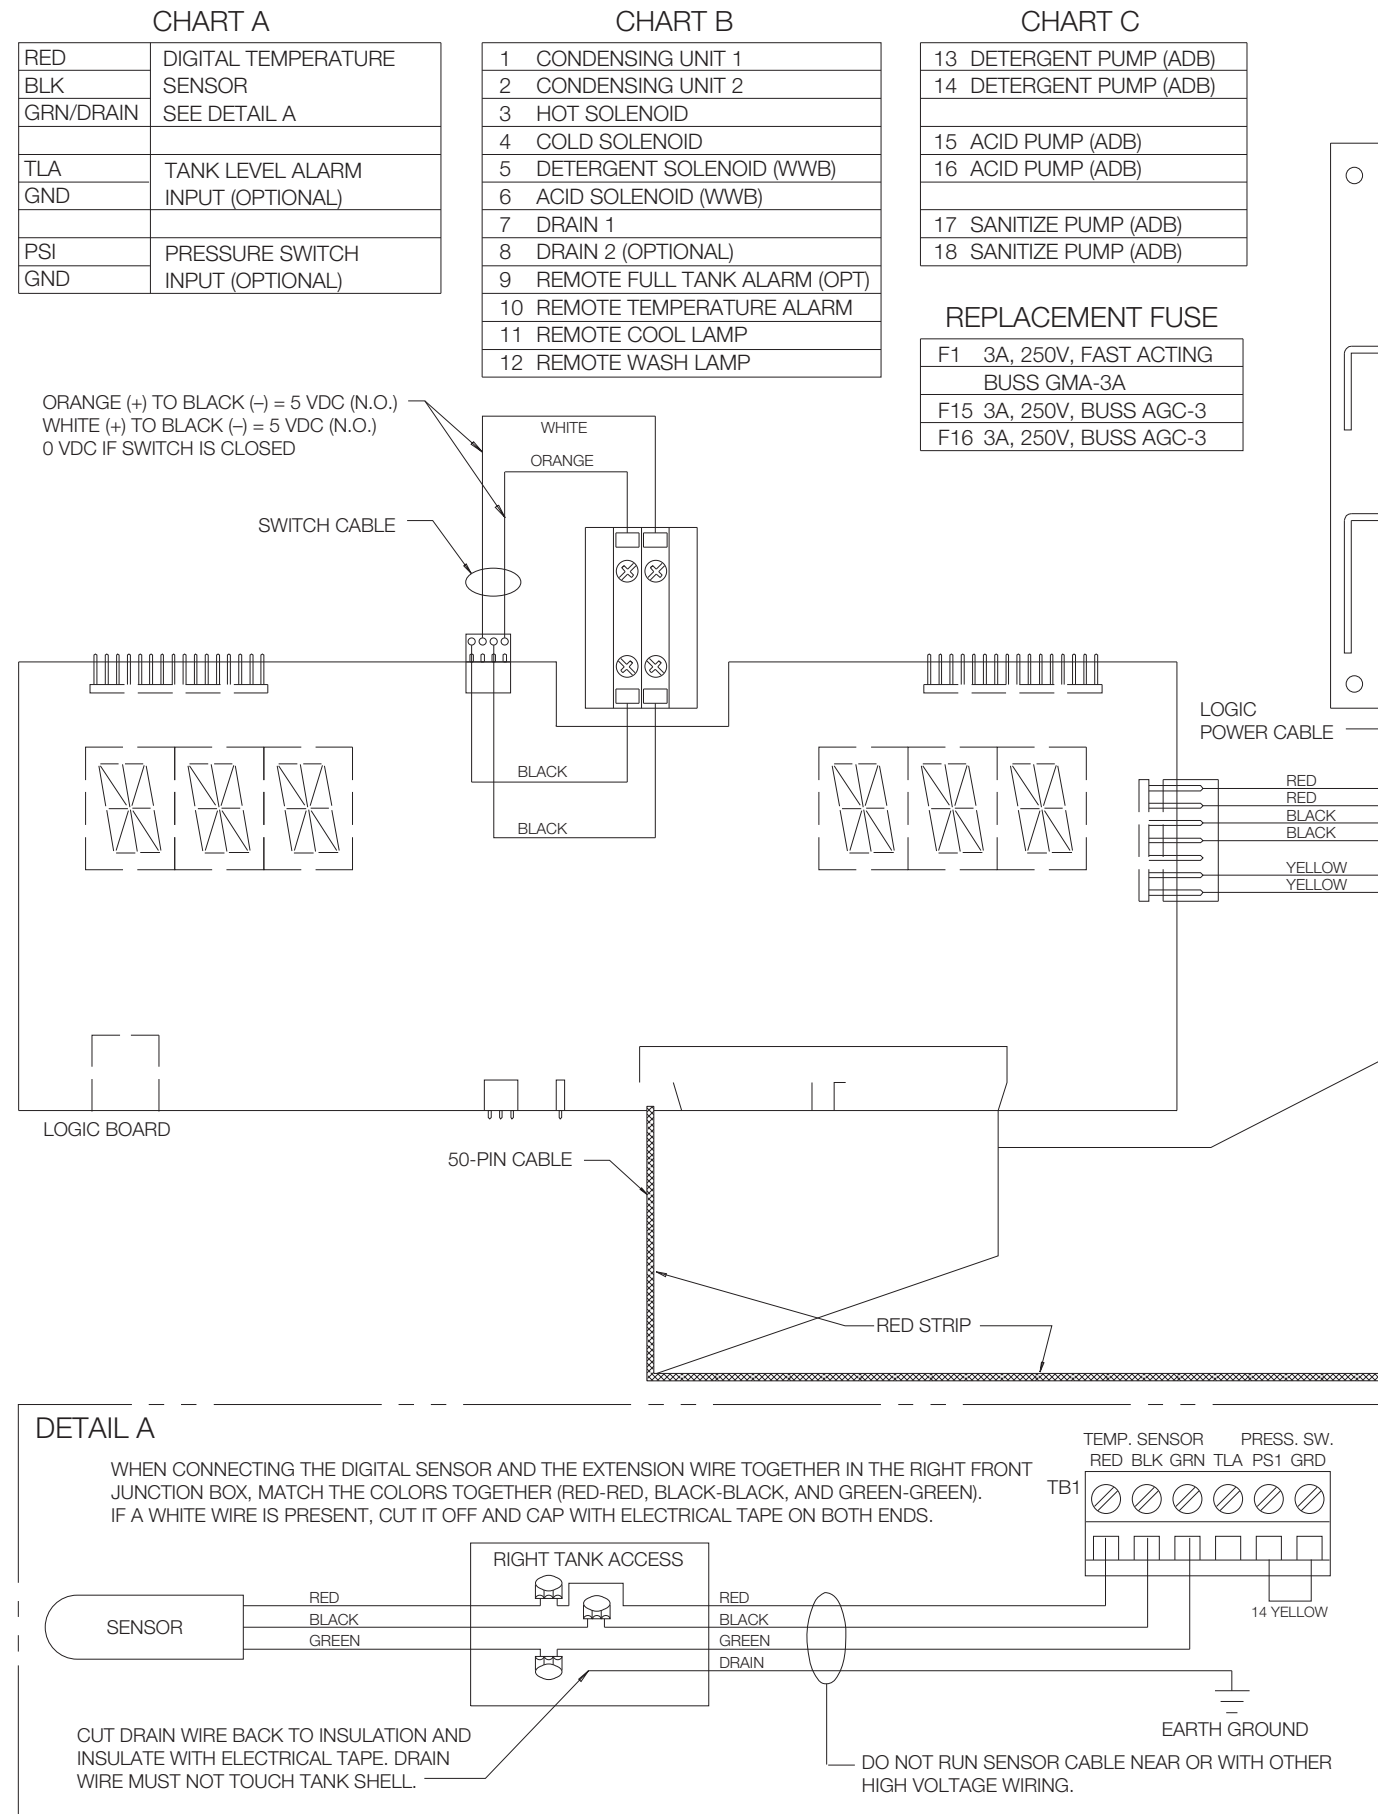 CHART A
RED DIGITAL TEMPERATURE
BLK SENSOR
GRN/DRAIN SEE DETAIL A
TLA TANK LEVEL ALARM
GND INPUT (OPTIONAL)
PSI PRESSURE SWITCH
GND INPUT (OPTIONAL)
CHART B
1 CONDENSING UNIT 1
2 CONDENSING UNIT 2
3 HOT SOLENOID
4 COLD SOLENOID
5 DETERGENT SOLENOID (WWB)
6 ACID SOLENOID (WWB)
7 DRAIN 1
8 DRAIN 2 (OPTIONAL)
9 REMOTE FULL TANK ALARM (OPT)
10 REMOTE TEMPERATURE ALARM
11 REMOTE COOL LAMP
12 REMOTE WASH LAMP
CHART C
13 DETERGENT PUMP (ADB)
14 DETERGENT PUMP (ADB)
15 ACID PUMP (ADB)
16 ACID PUMP (ADB)
17 SANITIZE PUMP (ADB)
18 SANITIZE PUMP (ADB)
REPLACEMENT FUSE
F1 3A, 250V, FAST ACTING
BUSS GMA-3A
F15 3A, 250V, BUSS AGC-3
F16 3A, 250V, BUSS AGC-3
ORANGE (+) TO BLACK (–) = 5 VDC (N.O.)
WHITE (+) TO BLACK (–) = 5 VDC (N.O.)
0 VDC IF SWITCH IS CLOSED
WHITE
ORANGE
SWITCH CABLE
BLACK
BLACK
LOGIC
POWER CABLE
RED
RED
BLACK
BLACK
YELLOW
YELLOW
LOGIC BOARD
50-PIN CABLE
RED STRIP
DETAIL A
WHEN CONNECTING THE DIGITAL SENSOR AND THE EXTENSION WIRE TOGETHER IN THE RIGHT FRONT
JUNCTION BOX, MATCH THE COLORS TOGETHER (RED-RED, BLACK-BLACK, AND GREEN-GREEN).
IF A WHITE WIRE IS PRESENT, CUT IT OFF AND CAP WITH ELECTRICAL TAPE ON BOTH ENDS.
TEMP. SENSOR PRESS. SW.
RED BLK GRN TLA PS1 GRD
TB1
14 YELLOW
RIGHT TANK ACCESS
SENSOR
RED
BLACK
GREEN
RED
BLACK
GREEN
DRAIN
EARTH GROUND
CUT DRAIN WIRE BACK TO INSULATION AND
INSULATE WITH ELECTRICAL TAPE. DRAIN
WIRE MUST NOT TOUCH TANK SHELL.
DO NOT RUN SENSOR CABLE NEAR OR WITH OTHER
HIGH VOLTAGE WIRING.